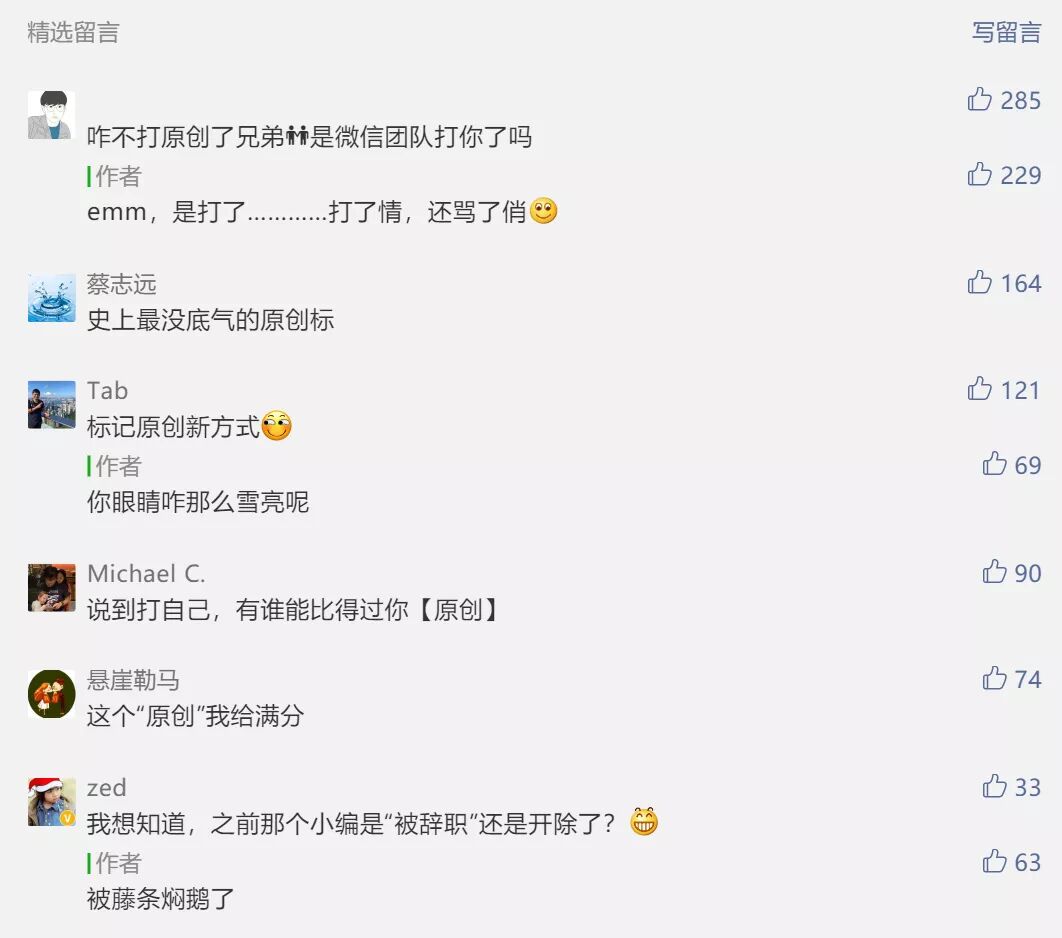 精选留言
写留言
285
咋不打原创了兄弟👬是微信团队打你了吗
作者
229
emm，是打了…………打了情，还骂了俏
蔡志远
164
史上最没底气的原创标
Tab
121
标记原创新方式
作者
69
你眼睛咋那么雪亮呢
Michael C.
90
说到打自己，有谁能比得过你【原创】
悬崖勒马
74
这个“原创”我给满分
zed
33
我想知道，之前那个小编是“被辞职”还是开除了？
作者
63
被藤条焖鹅了